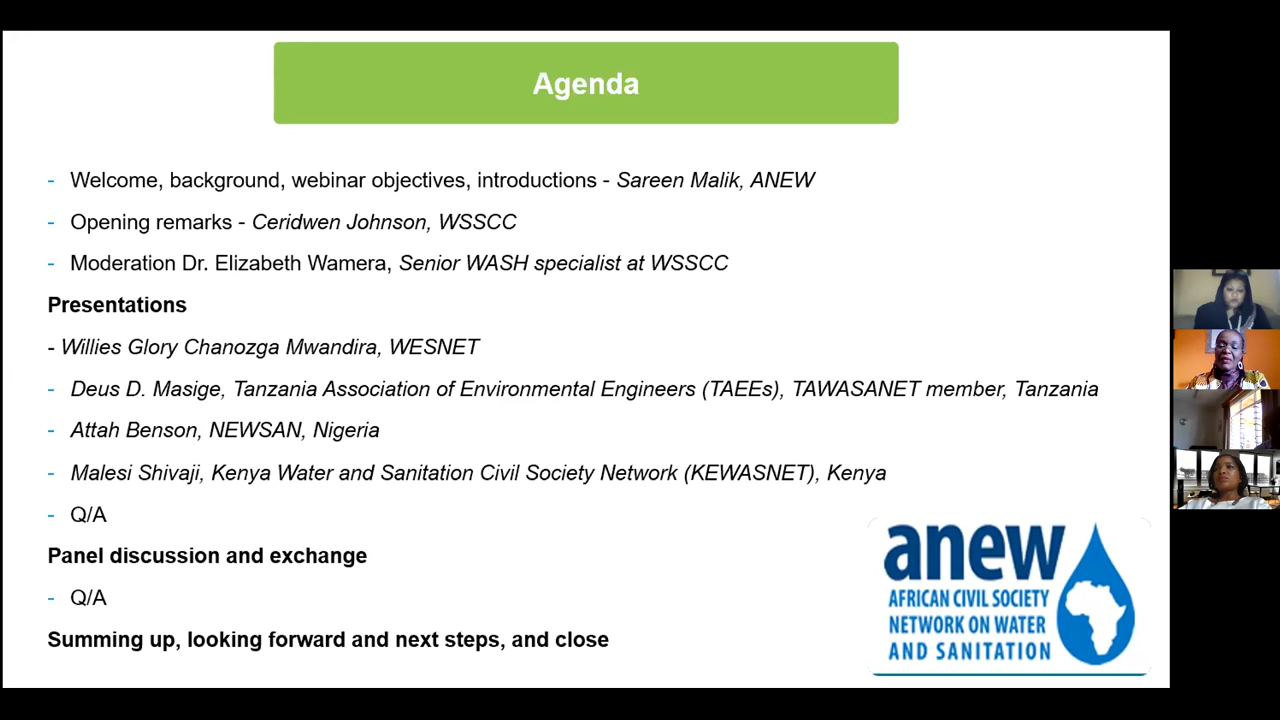 Agenda
- Welcome, background, webinar objectives, introductions - Sareen Malik, ANEW
- Opening remarks - Ceridwen Johnson, WSSCC
- Moderation Dr. Elizabeth Wamera, Senior WASH specialist at WSSCC
Presentations
- Willies Glory Chanozga Mwandira, WESNET
- Deus D. Masige, Tanzania Association of Environmental Engineers (TAEEs), TAWASANET member, Tanzania
- Attah Benson, NEWSAN, Nigeria
- Malesi Shivaji, Kenya Water and Sanitation Civil Society Network (KEWASNET), Kenya
- Q/A
Panel discussion and exchange
- Q/A
Summing up, looking forward and next steps, and close
anew
AFRICAN CIVIL SOCIETY
NETWORK ON WATER
AND SANITATION